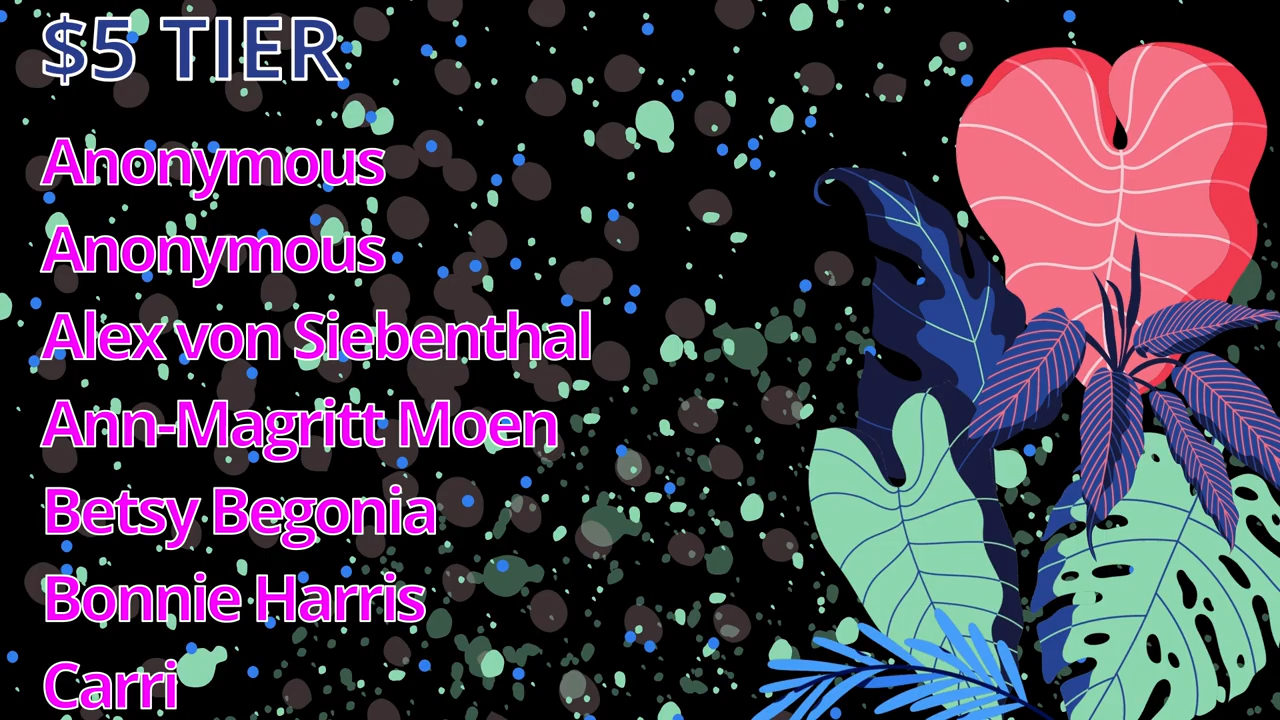 $5 TIER
Anonymous
Anonymous
Alex von Siebenthal
Ann-Magritt Moen
Betsy Begonia
Bonnie Harris
Carri